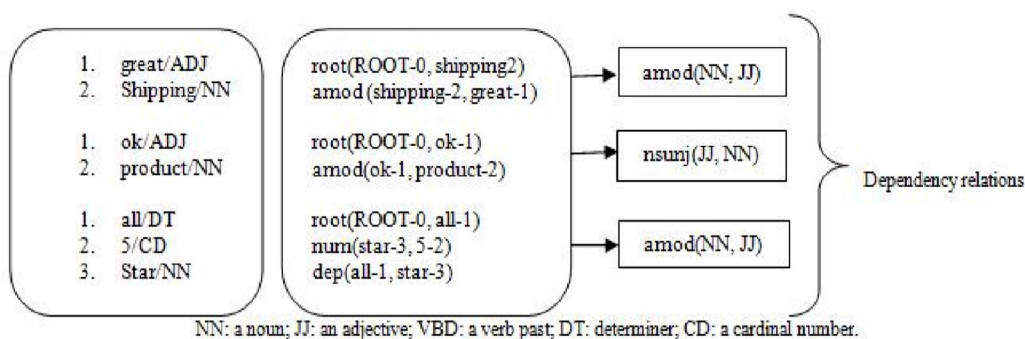 1. great/ADJ
2. Shipping/NN
1. ok/ADJ
2. product/NN
1. all/DT
2. 5/CD
3. Star/NN
root(ROOT-0, shipping2)
amod (shipping-2, great-1)
root(ROOT-0, ok-1)
amod(ok-1, product-2)
root(ROOT-0, all-1)
num(star-3, 5-2)
dep(all-1, star-3)
amod(NN, JJ)
nsunj(JJ, NN)
amod(NN, JJ)
Dependency relations
NN: a noun; JJ: an adjective; VBD: a verb past; DT: determiner; CD: a cardinal number.